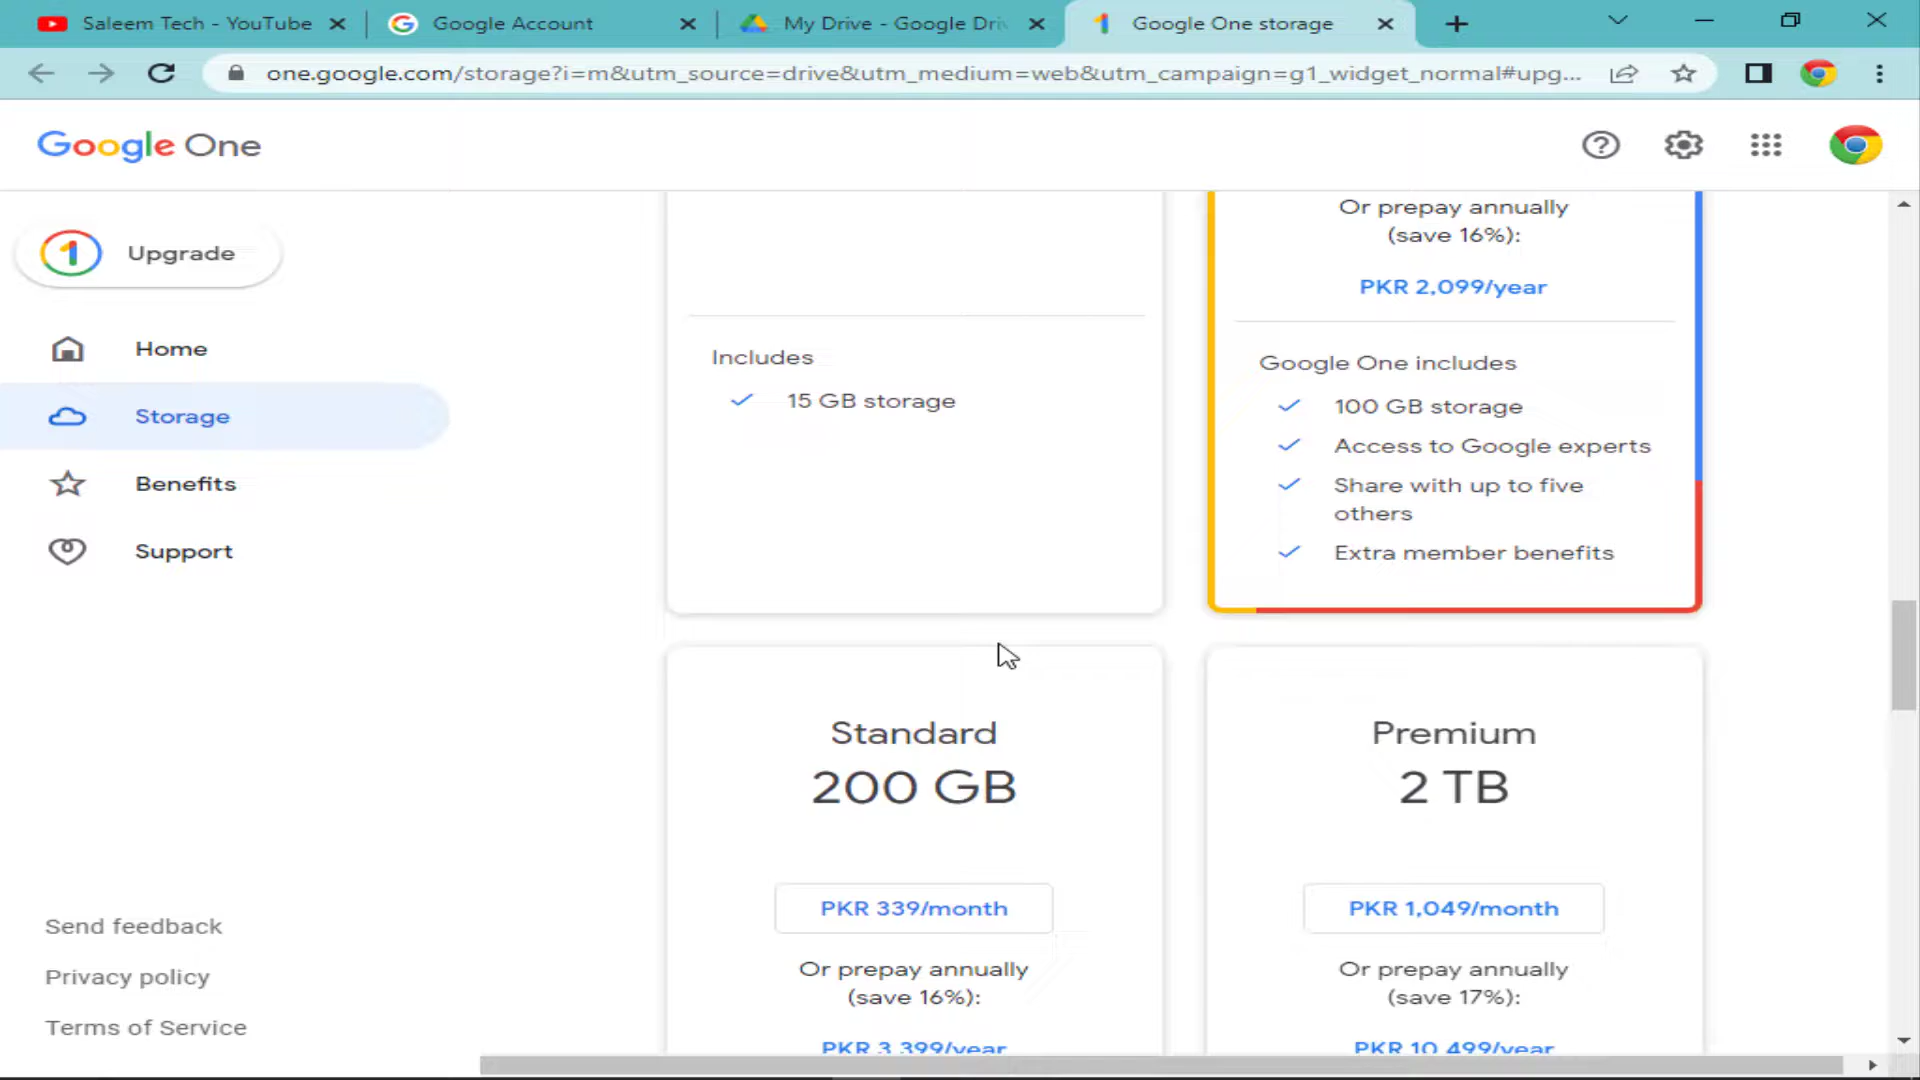 Saleem Tech - YouTube
Google Account
My Drive - Google Dri
Google One storage
one.google.com/storage?i=m&utm_source=drive&utm_medium=web&utm_campaign=g1_widget_normal#upg...
Google One
Upgrade
Home
Storage
Benefits
Support
Send feedback
Privacy policy
Terms of Service
Includes
15 GB storage
Or prepay annually
(save 16%):
PKR 2,099/year
Google One includes
100 GB storage
Access to Google experts
Share with up to five
others
Extra member benefits
Standard
200 GB
PKR 339/month
Or prepay annually
(save 16%):
PKR 3,399/year
Premium
2 TB
PKR 1,049/month
Or prepay annually
(save 17%):
PKR 10,499/year